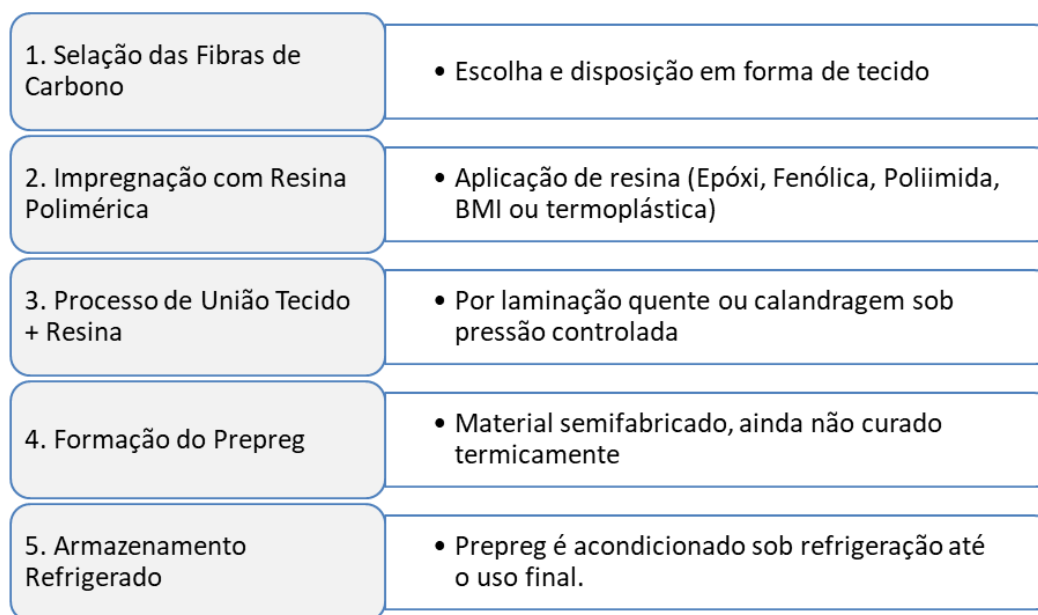 1. Selação das Fibras de
Carbono
• Escolha e disposição em forma de tecido
2. Impregnação com Resina
Polimérica
• Aplicação de resina (Epóxi, Fenólica, Poliimida,
BMI ou termoplástica)
3. Processo de União Tecido
+ Resina
• Por laminação quente ou calandragem sob
pressão controlada
4. Formação do Prepreg
• Material semifabricado, ainda não curado
termicamente
5. Armazenamento
Refrigerado
• Prepreg é acondicionado sob refrigeração até
o uso final.